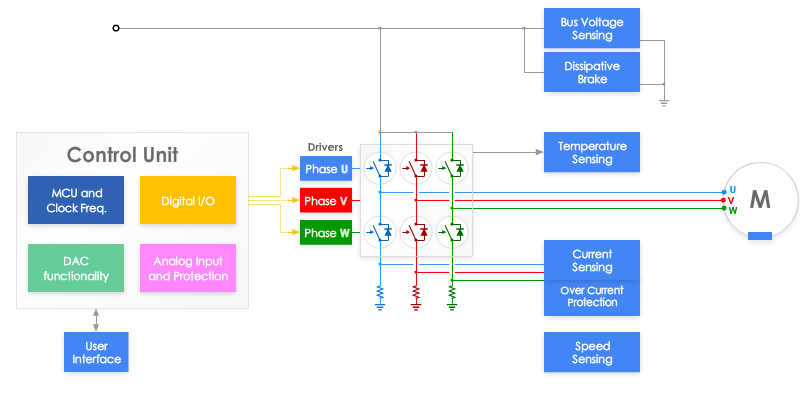 Bus Voltage
Sensing
Dissipative
Brake
Control Unit
MCU and
Clock Freq.
Digital I/O
DAC
functionality
Analog Input
and Protection
User
Interface
Drivers
Phase U
Phase V
Phase W
Temperature
Sensing
U
V
W
M
Current
Sensing
Over Current
Protection
Speed
Sensing